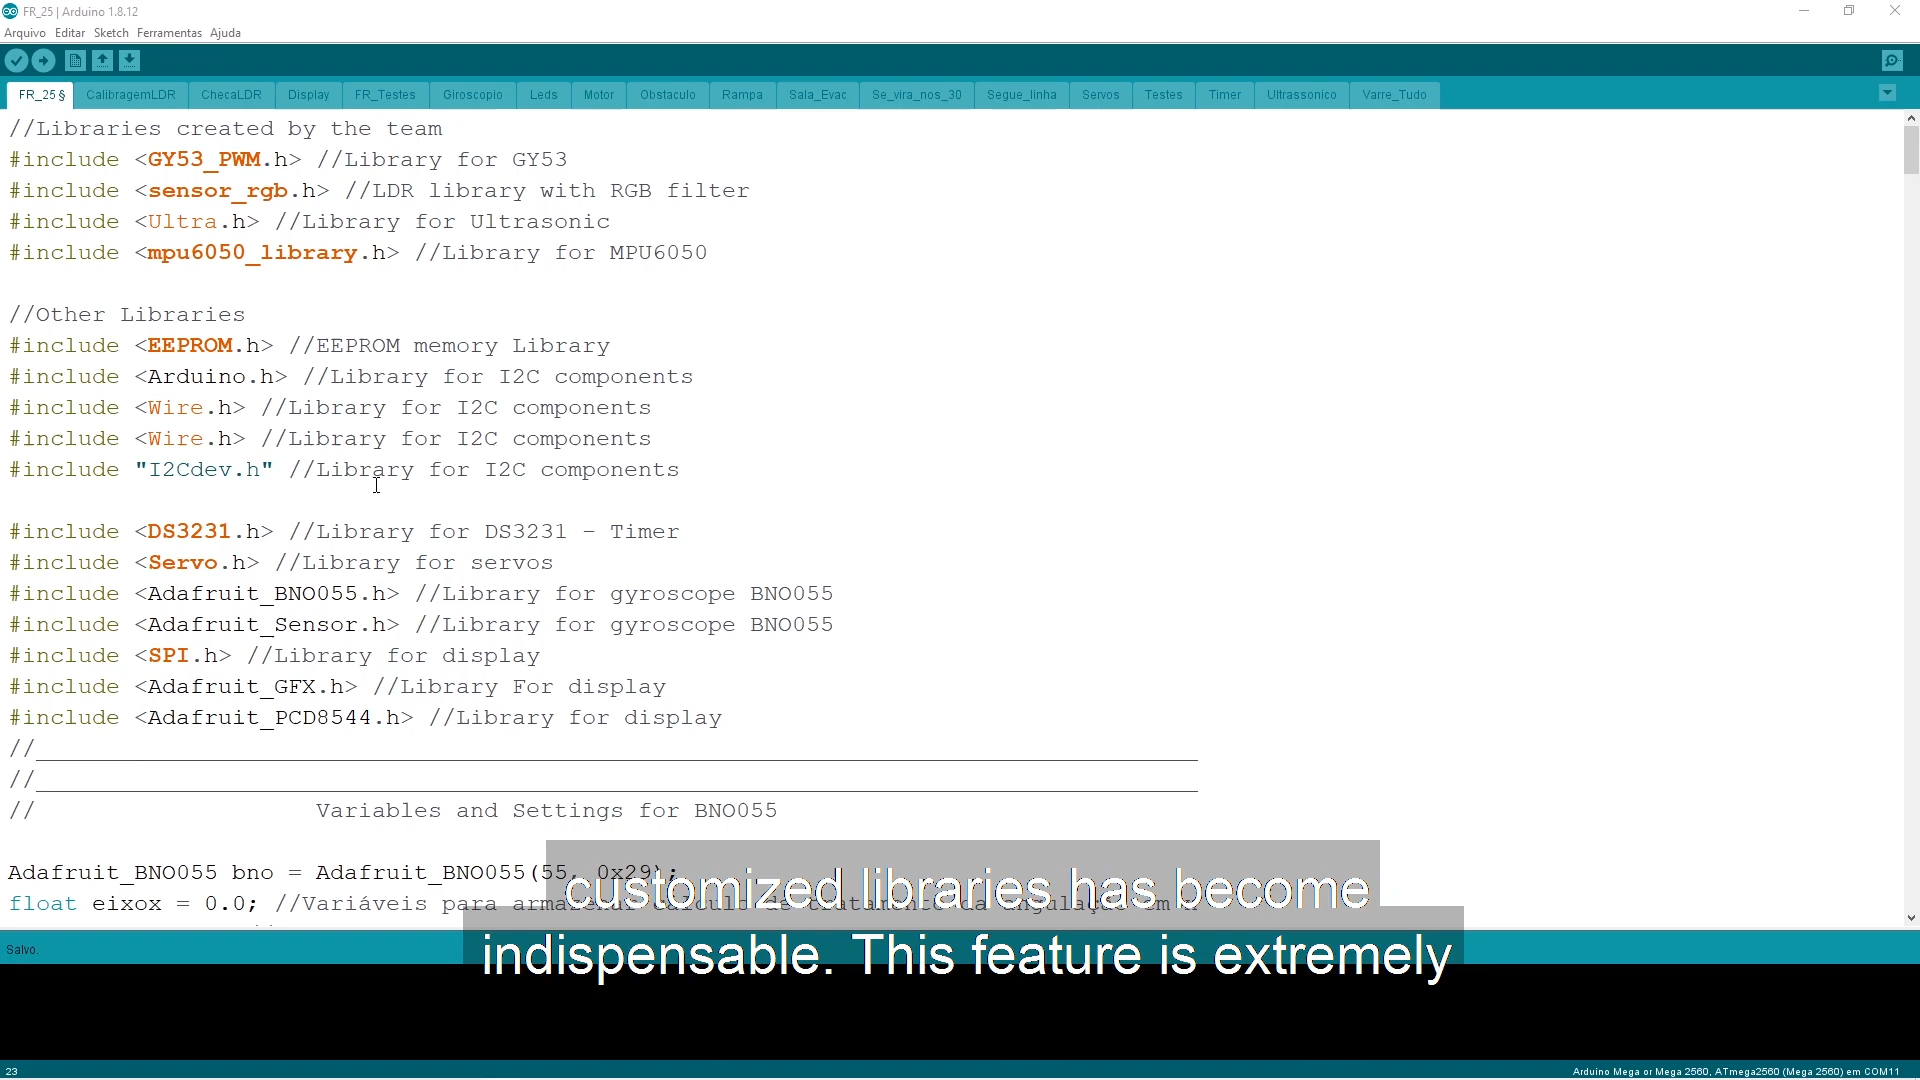 FR_25 | Arduino 1.8.12
Arquivo Editar Sketch Ferramentas Ajuda
FR_25 § CalibragemLDR ChecaLDR Display FR_Testes Giroscopio Leds Motor Obstaculo Rampa Sala_Evac Se_vira_nos_30 Segue_linha Servos Testes Timer Ultrassonico Varre_Tudo
//Libraries created by the team
#include <GY53_PWM.h> //Library for GY53
#include <sensor_rgb.h> //LDR library with RGB filter
#include <Ultra.h> //Library for Ultrasonic
#include <mpu6050_library.h> //Library for MPU6050
//Other Libraries
#include <EEPROM.h> //EEPROM memory Library
#include <Arduino.h> //Library for I2C components
#include <Wire.h> //Library for I2C components
#include <Wire.h> //Library for I2C components
#include "I2Cdev.h" //Library for I2C components
#include <DS3231.h> //Library for DS3231 - Timer
#include <Servo.h> //Library for servos
#include <Adafruit_BNO055.h> //Library for gyroscope BNO055
#include <Adafruit_Sensor.h> //Library for gyroscope BNO055
#include <SPI.h> //Library for display
#include <Adafruit_GFX.h> //Library For display
#include <Adafruit_PCD8544.h> //Library for display
//___________________________________________________________________________________
//___________________________________________________________________________________
// Variables and Settings for BNO055
Adafruit_BNO055 bno = Adafruit_BNO055(55, 0x29);
float eixox = 0.0; //Variáveis para armazenar
customized libraries has become
indispensable. This feature is extremely
Salvo.
23
Arduino Mega or Mega 2560, ATmega2560 (Mega 2560) em COM11